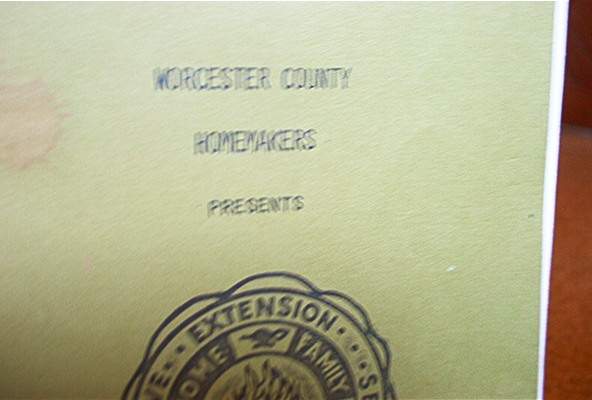 WORCESTER COUNTY
HOMEMAKERS
PRESENTS
EXTENSION
HOME FAMILY